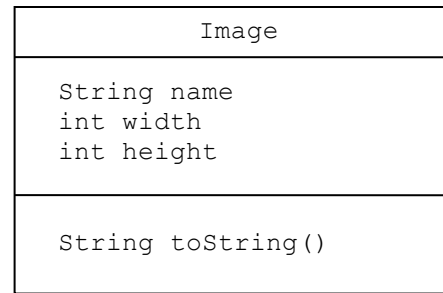 Image
String name
int width
int height
String toString()